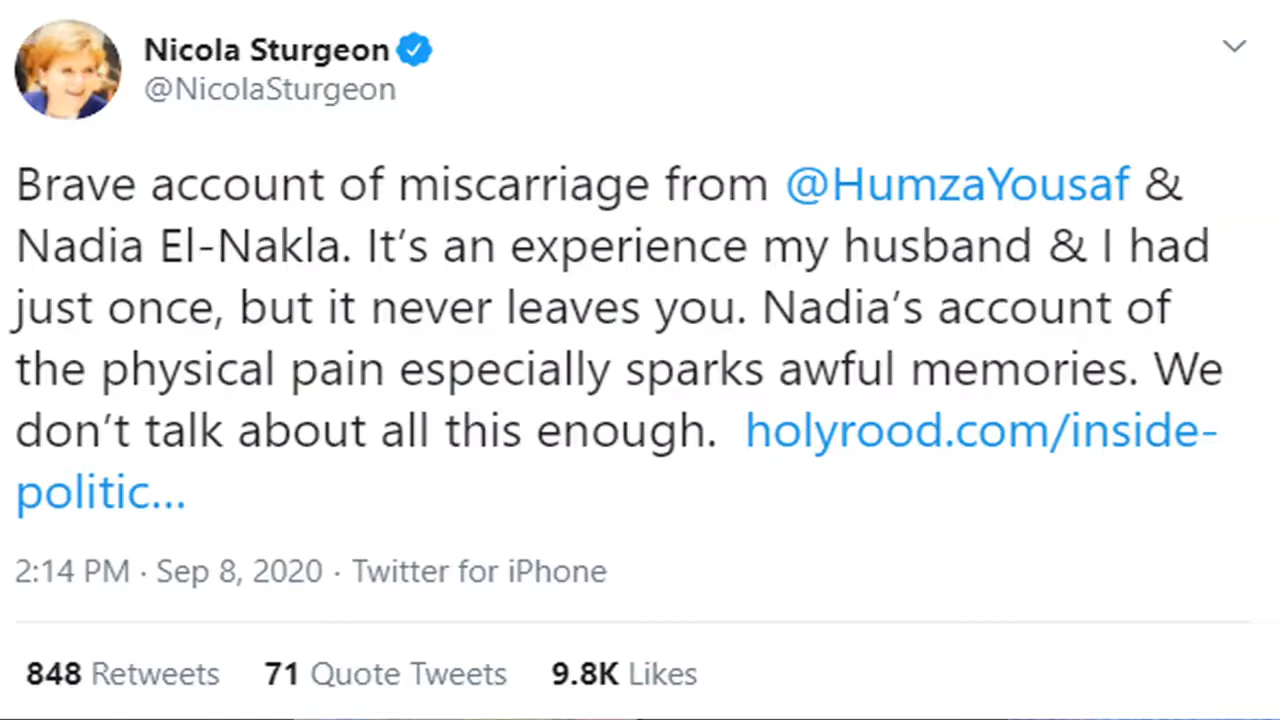 Nicola Sturgeon
@NicolaSturgeon
Brave account of miscarriage from @HumzaYousaf &
Nadia El-Nakla. It’s an experience my husband & I had
just once, but it never leaves you. Nadia’s account of
the physical pain especially sparks awful memories. We
don’t talk about all this enough. holyrood.com/inside-
politic...
2:14 PM · Sep 8, 2020 · Twitter for iPhone
848 Retweets 71 Quote Tweets 9.8K Likes